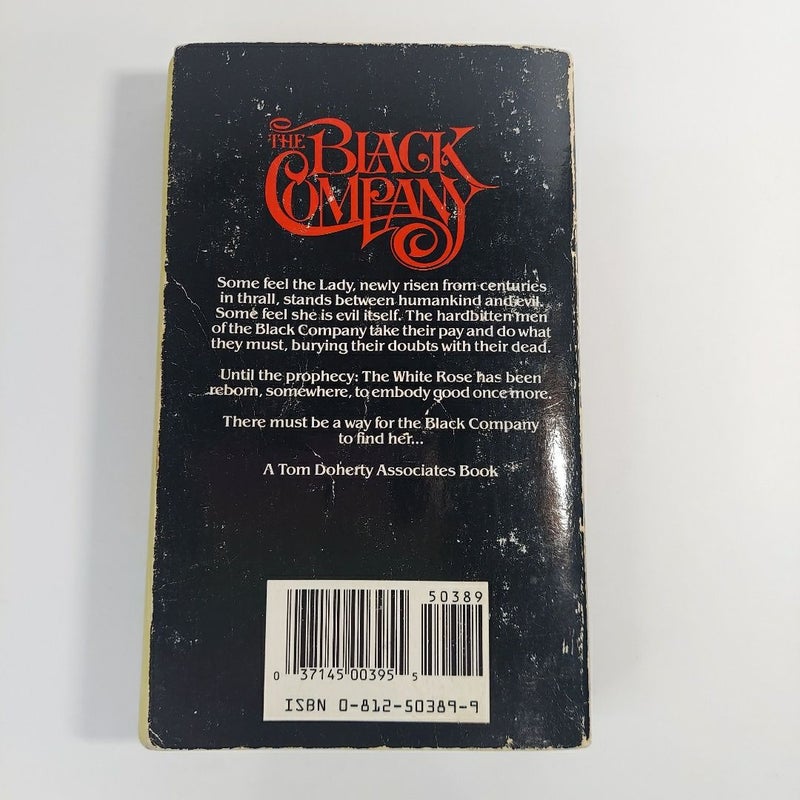 THE BLACK
COMPANY
Some feel the Lady, newly risen from centuries
in thrall, stands between humankind and evil.
Some feel she is evil itself. The hardbitten men
of the Black Company take their pay and do what
they must, burying their doubts with their dead.
Until the prophecy: The White Rose has been
reborn, somewhere, to embody good once more.
There must be a way for the Black Company
to find her...
A Tom Doherty Associates Book
50389
0 37145 00395 5
ISBN 0-812-50389-9